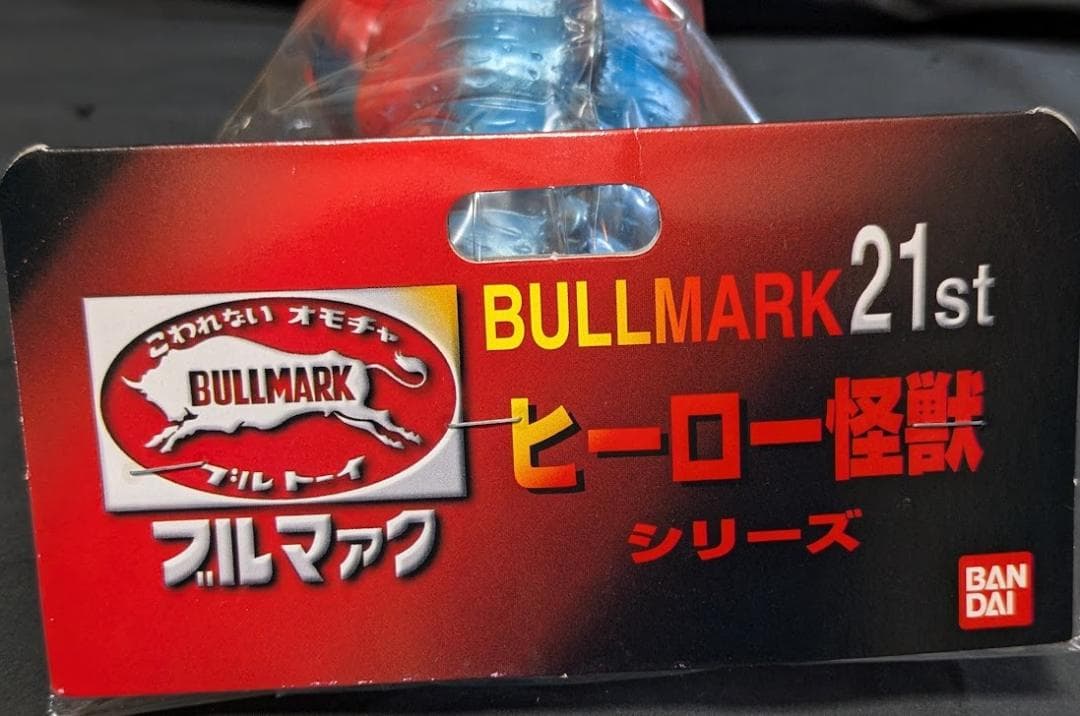 こわれない オモチャ
BULLMARK
ブル トーイ
ブルマァク
BULLMARK 21st
ヒーロー怪獣
シリーズ
BAN
DAI